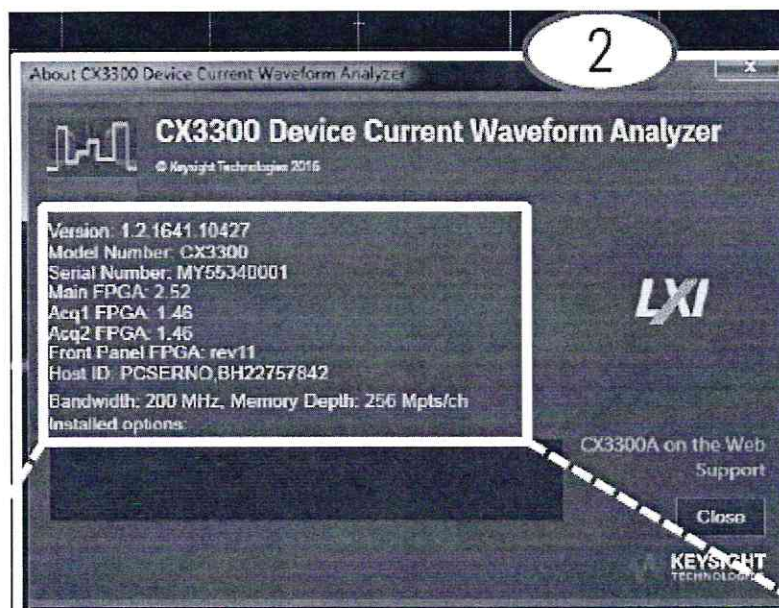 2
About CX3300 Device Current Waveform Analyzer
x
CX3300 Device Current Waveform Analyzer
© Keysight Technologies 2016
Version: 1.2.1641.10427
Model Number: CX3300
Serial Number: MY55340001
Main FPGA: 2.52
Acq1 FPGA: 1.46
Acq2 FPGA: 1.46
Front Panel FPGA: rev11
Host ID: PCSERNO,BH22757842
Bandwidth: 200 MHz, Memory Depth: 256 Mpts/ch
Installed options:
LXI
CX3300A on the Web
Support
Close
KEYSIGHT
TECHNOLOGIES